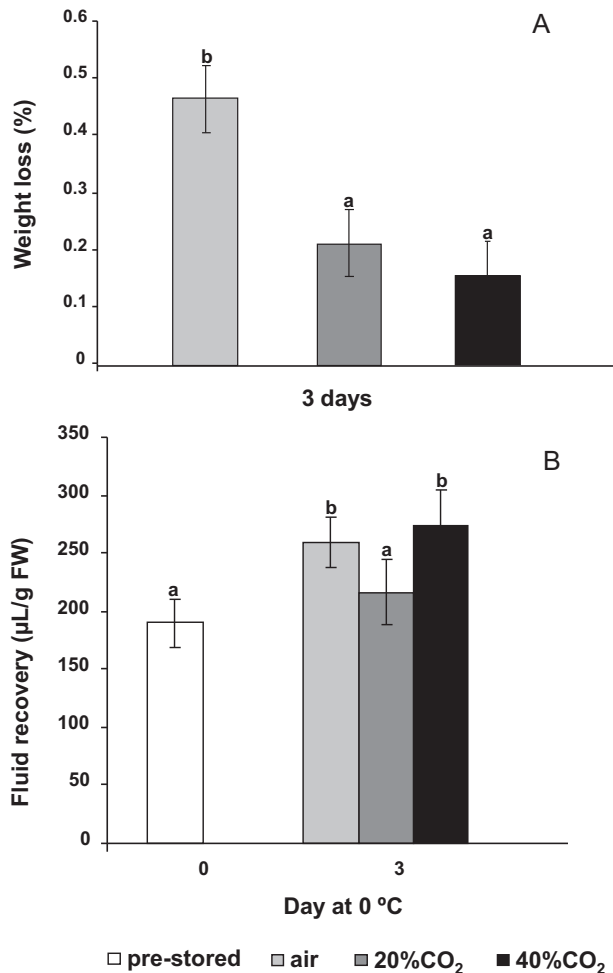 A
0.6
0.5
0.4
0.3
0.2
0.1
0
Weight loss (%)
b
a
a
3 days
B
350
300
250
200
150
100
50
0
Fluid recovery (µL/g FW)
a
b
a
b
0 3
Day at 0 ºC
pre-stored air 20%CO₂ 40%CO₂